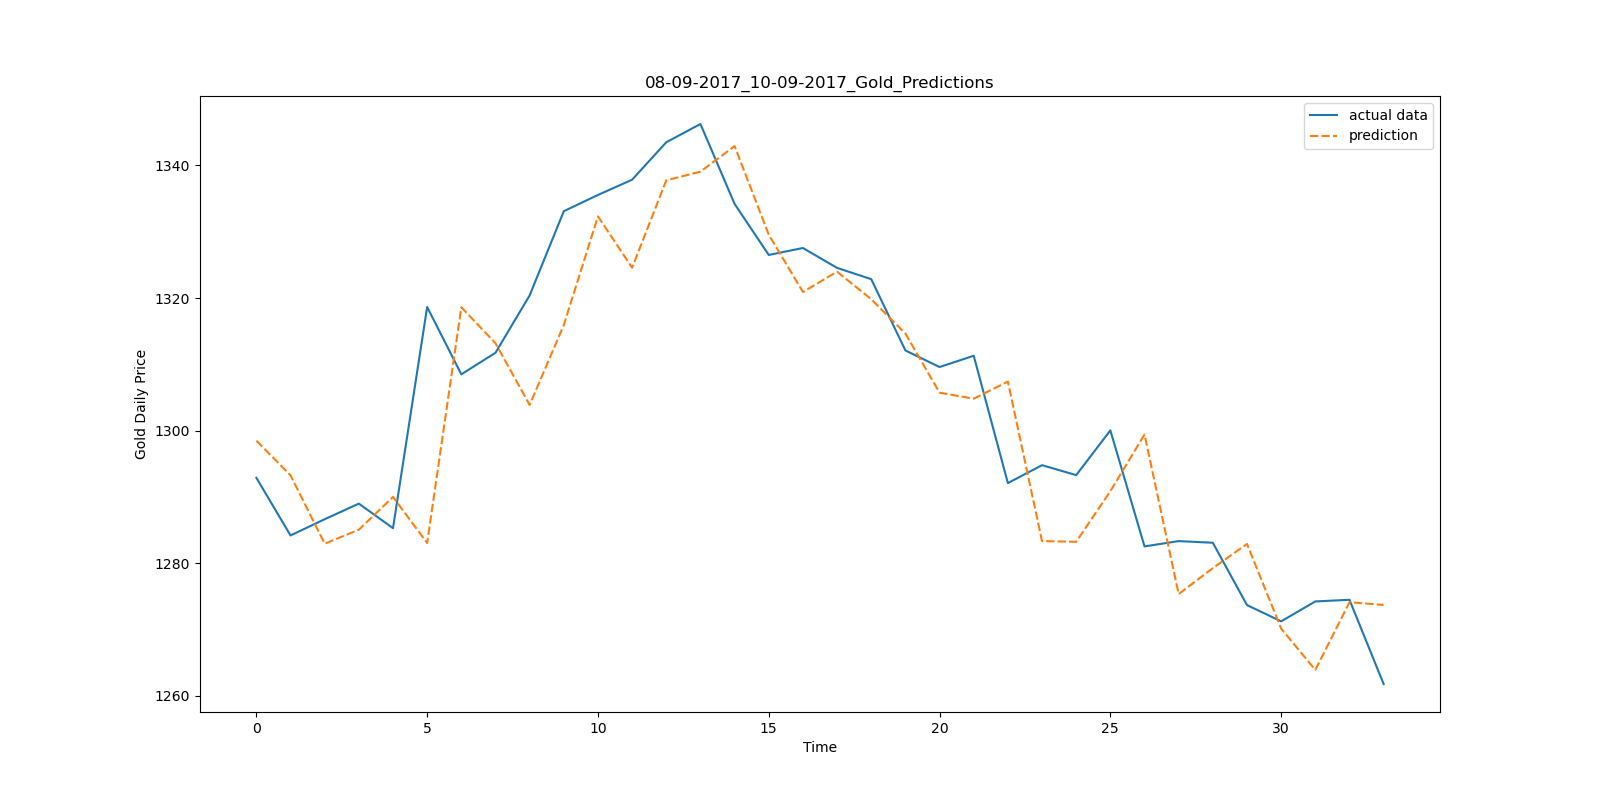 08-09-2017_10-09-2017_Gold_Predictions
actual data
prediction
1340
1320
1300
1280
1260
Gold Daily Price
0 5 10 15 20 25 30
Time